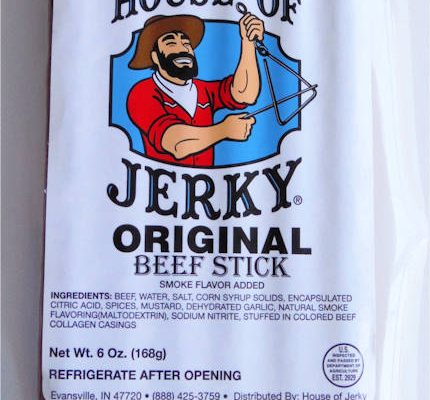 HOUSE OF
JERKY®
ORIGINAL
BEEF STICK
SMOKE FLAVOR ADDED
INGREDIENTS: BEEF, WATER, SALT, CORN SYRUP SOLIDS, ENCAPSULATED
CITRIC ACID, SPICES, MUSTARD, DEHYDRATED GARLIC, NATURAL SMOKE
FLAVORING(MALTODEXTRIN), SODIUM NITRITE, STUFFED IN COLORED BEEF
COLLAGEN CASINGS
Net Wt. 6 Oz. (168g)
REFRIGERATE AFTER OPENING
U.S.
INSPECTED
AND PASSED BY
DEPARTMENT OF
AGRICULTURE
EST. 2929
Evansville, IN 47720 • (888) 425-3759 • Distributed By: House of Jerky